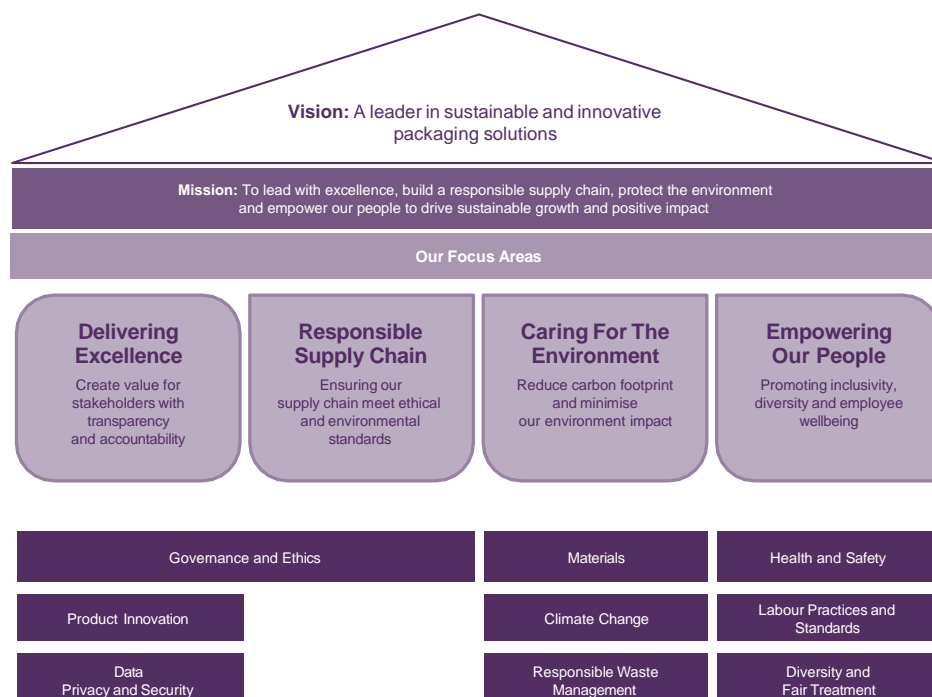 Vision: A leader in sustainable and innovative
packaging solutions
Mission: To lead with excellence, build a responsible supply chain, protect the environment
and empower our people to drive sustainable growth and positive impact
Our Focus Areas
Delivering
Excellence
Create value for
stakeholders with
transparency
and accountability
Responsible
Supply Chain
Ensuring our
supply chain meet ethical
and environmental
standards
Caring For The
Environment
Reduce carbon footprint
and minimise
our environment impact
Empowering
Our People
Promoting inclusivity,
diversity and employee
wellbeing
Governance and Ethics
Materials
Health and Safety
Product Innovation
Climate Change
Labour Practices and
Standards
Data
Privacy and Security
Responsible Waste
Management
Diversity and
Fair Treatment